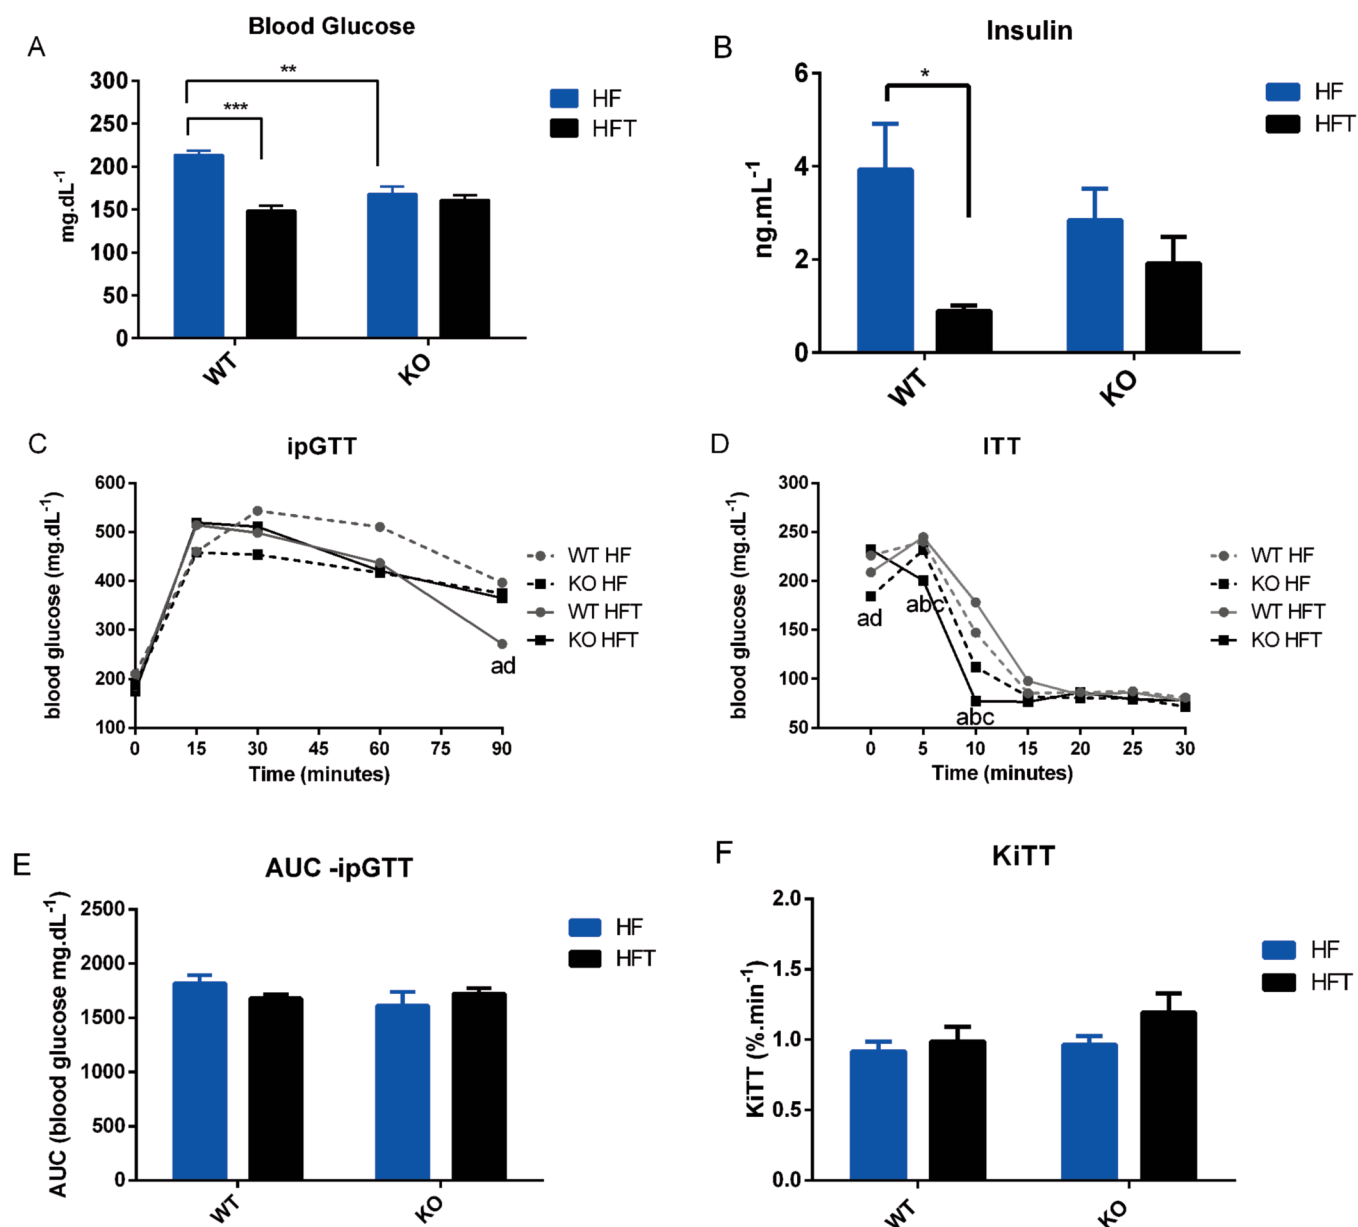 A
Blood Glucose
mg.dL⁻¹
300
250
200
150
100
50
0
**
***
WT
KO
HF
HFT
B
Insulin
ng.mL⁻¹
6
4
2
0
*
WT
KO
HF
HFT
C
ipGTT
blood glucose (mg.dL⁻¹)
600
500
400
300
200
100
ad
0 15 30 45 60 75 90
Time (minutes)
WT HF
KO HF
WT HFT
KO HFT
D
ITT
blood glucose (mg.dL⁻¹)
300
250
200
150
100
50
ad
abc
abc
0 5 10 15 20 25 30
Time (minutes)
WT HF
KO HF
WT HFT
KO HFT
E
AUC -ipGTT
AUC (blood glucose mg.dL⁻¹)
2500
2000
1500
1000
500
0
WT
KO
HF
HFT
F
KiTT
KiTT (%.min⁻¹)
2.0
1.5
1.0
0.5
0.0
WT
KO
HF
HFT